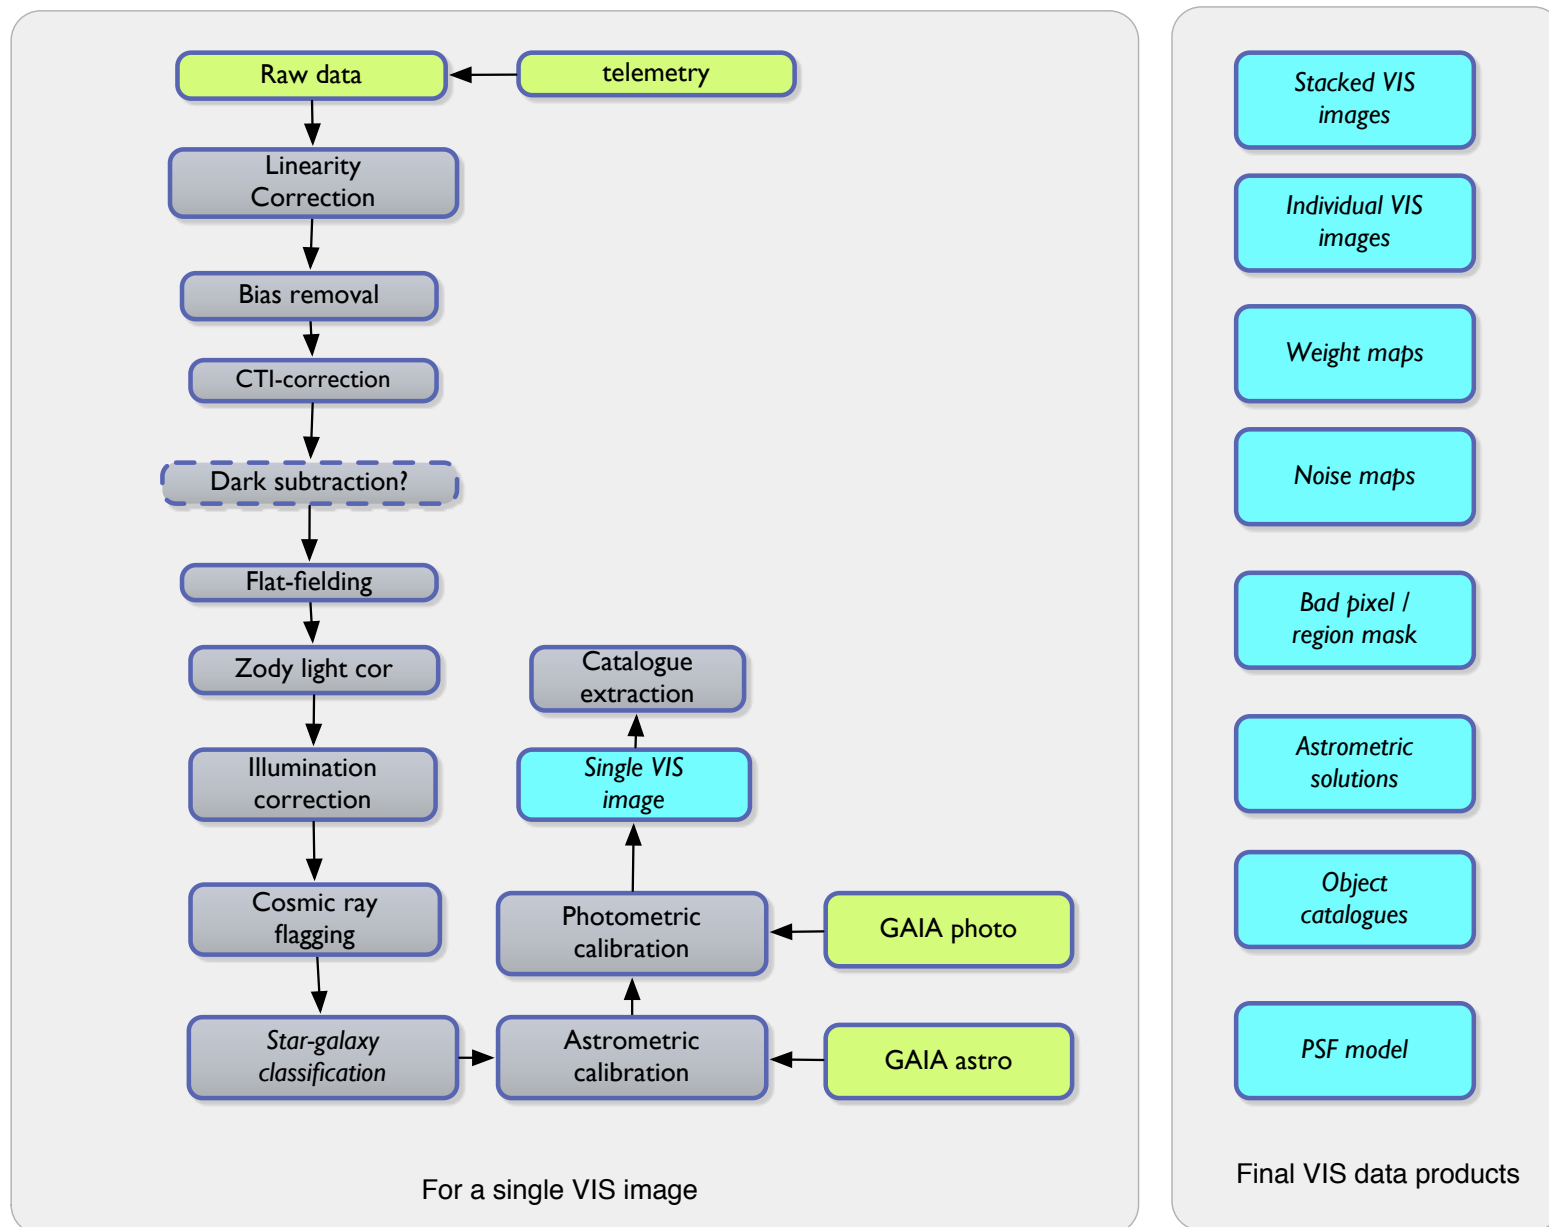 Raw data
telemetry
Linearity
Correction
Bias removal
CTI-correction
Dark subtraction?
Flat-fielding
Zody light cor
Illumination
correction
Cosmic ray
flagging
Star-galaxy
classification
Catalogue
extraction
Single VIS
image
Photometric
calibration
GAIA photo
Astrometric
calibration
GAIA astro
For a single VIS image
Stacked VIS
images
Individual VIS
images
Weight maps
Noise maps
Bad pixel /
region mask
Astrometric
solutions
Object
catalogues
PSF model
Final VIS data products